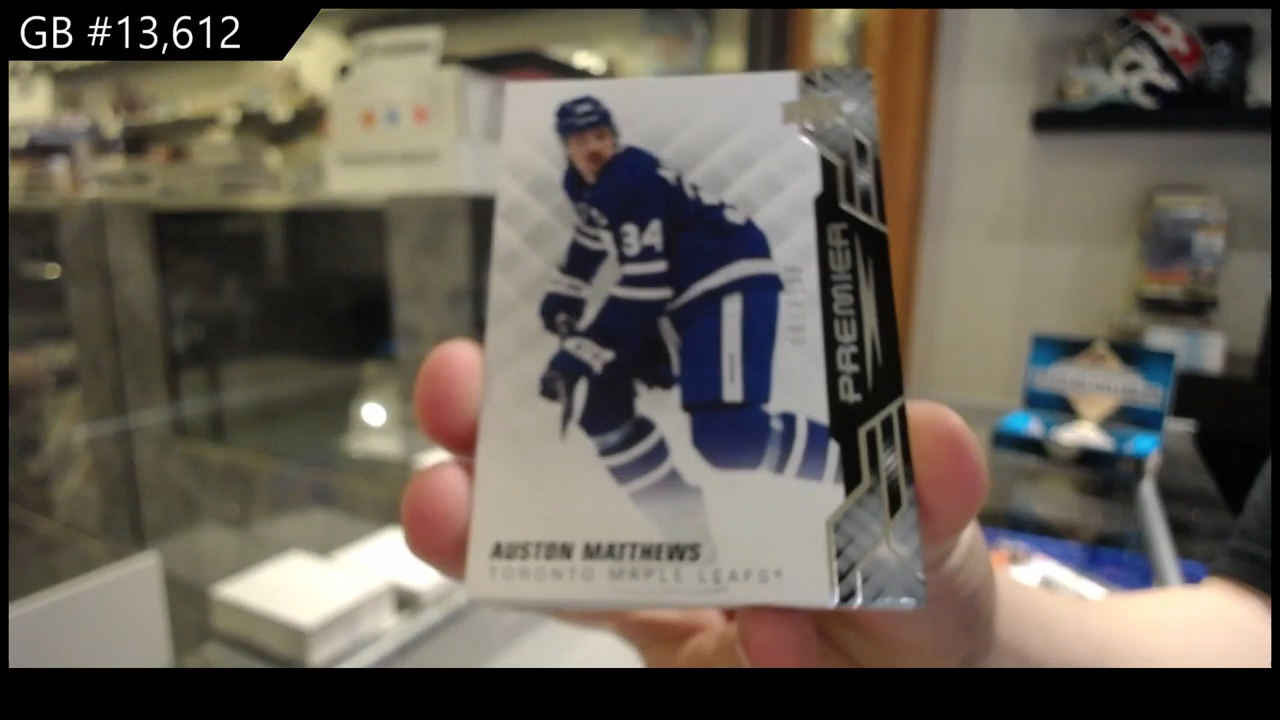 GB #13,612
34
PREMIER
AUSTON MATTHEWS
TORONTO MAPLE LEAFS